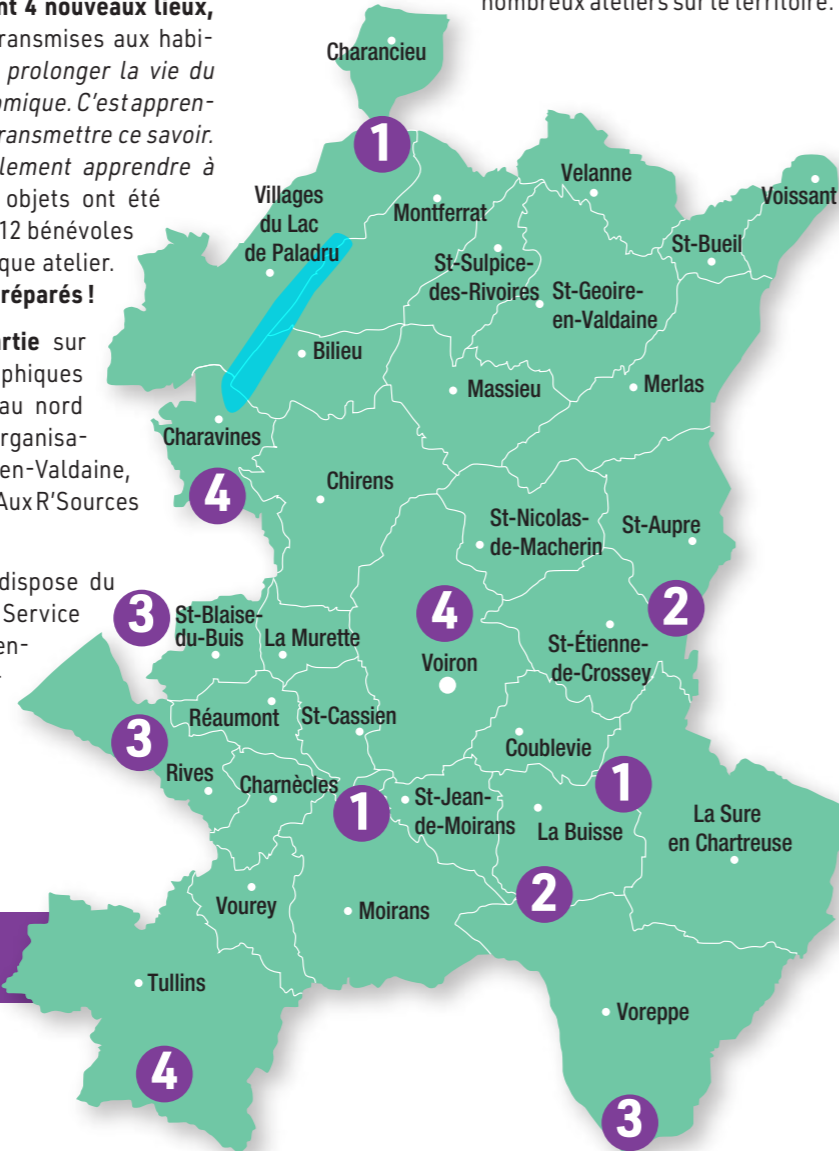 nt 4 nouveaux lieux,
ransmises aux habi-
prolonger la vie du
omique. C'est appren-
ransmettre ce savoir.
lement apprendre à
objets ont été
12 bénévoles
que atelier.
réparés !
rtie sur
phiques
au nord
rganisa-
en-Valdaine,
Aux R'Sources
dispose du
Service
en-
nombreux ateliers sur le territoire.
Charancieu
1
Velanne
Voissant
Villages
du Lac
de Paladru
Montferrat
St-Bueil
St-Sulpice-
des-Rivoires
St-Geoire-
en-Valdaine
Bilieu
Massieu
Merlas
Charavines
4
Chirens
St-Nicolas-
de-Macherin
St-Aupre
3
St-Blaise-
du-Buis
La Murette
4
Voiron
St-Étienne-
de-Crossey
2
Réaumont
St-Cassien
3
Rives
Charnècles
Coublevie
1
1
St-Jean-
de-Moirans
La Buisse
La Sure
en Chartreuse
2
Vourey
Moirans
Tullins
Voreppe
4
3